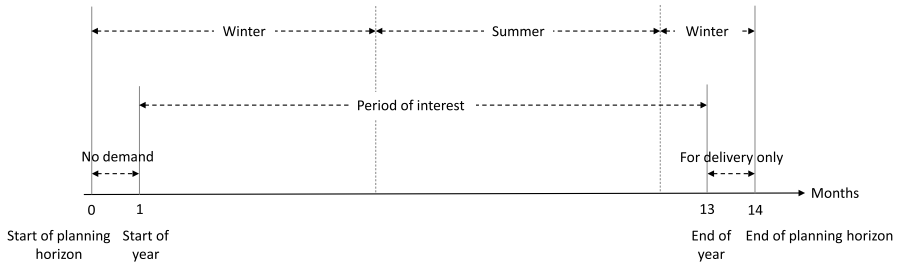 Winter Summer Winter
Period of interest
No demand For delivery only
Months
0 1 13 14
Start of planning Start of End of End of planning horizon
horizon year year